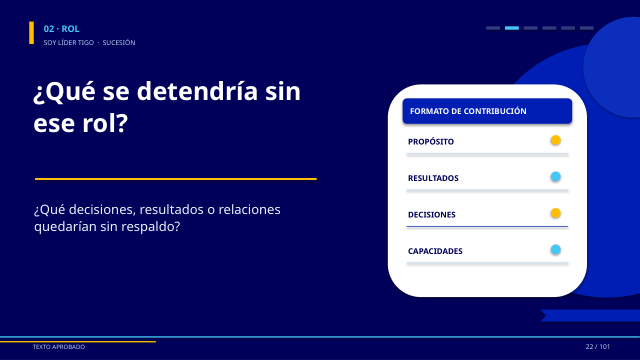 02 · ROL
SOY LÍDER TIGO · SUCESIÓN
¿Qué se detendría sin
ese rol?
¿Qué decisiones, resultados o relaciones
quedarían sin respaldo?
FORMATO DE CONTRIBUCIÓN
PROPÓSITO
RESULTADOS
DECISIONES
CAPACIDADES
TEXTO APROBADO
22 / 101